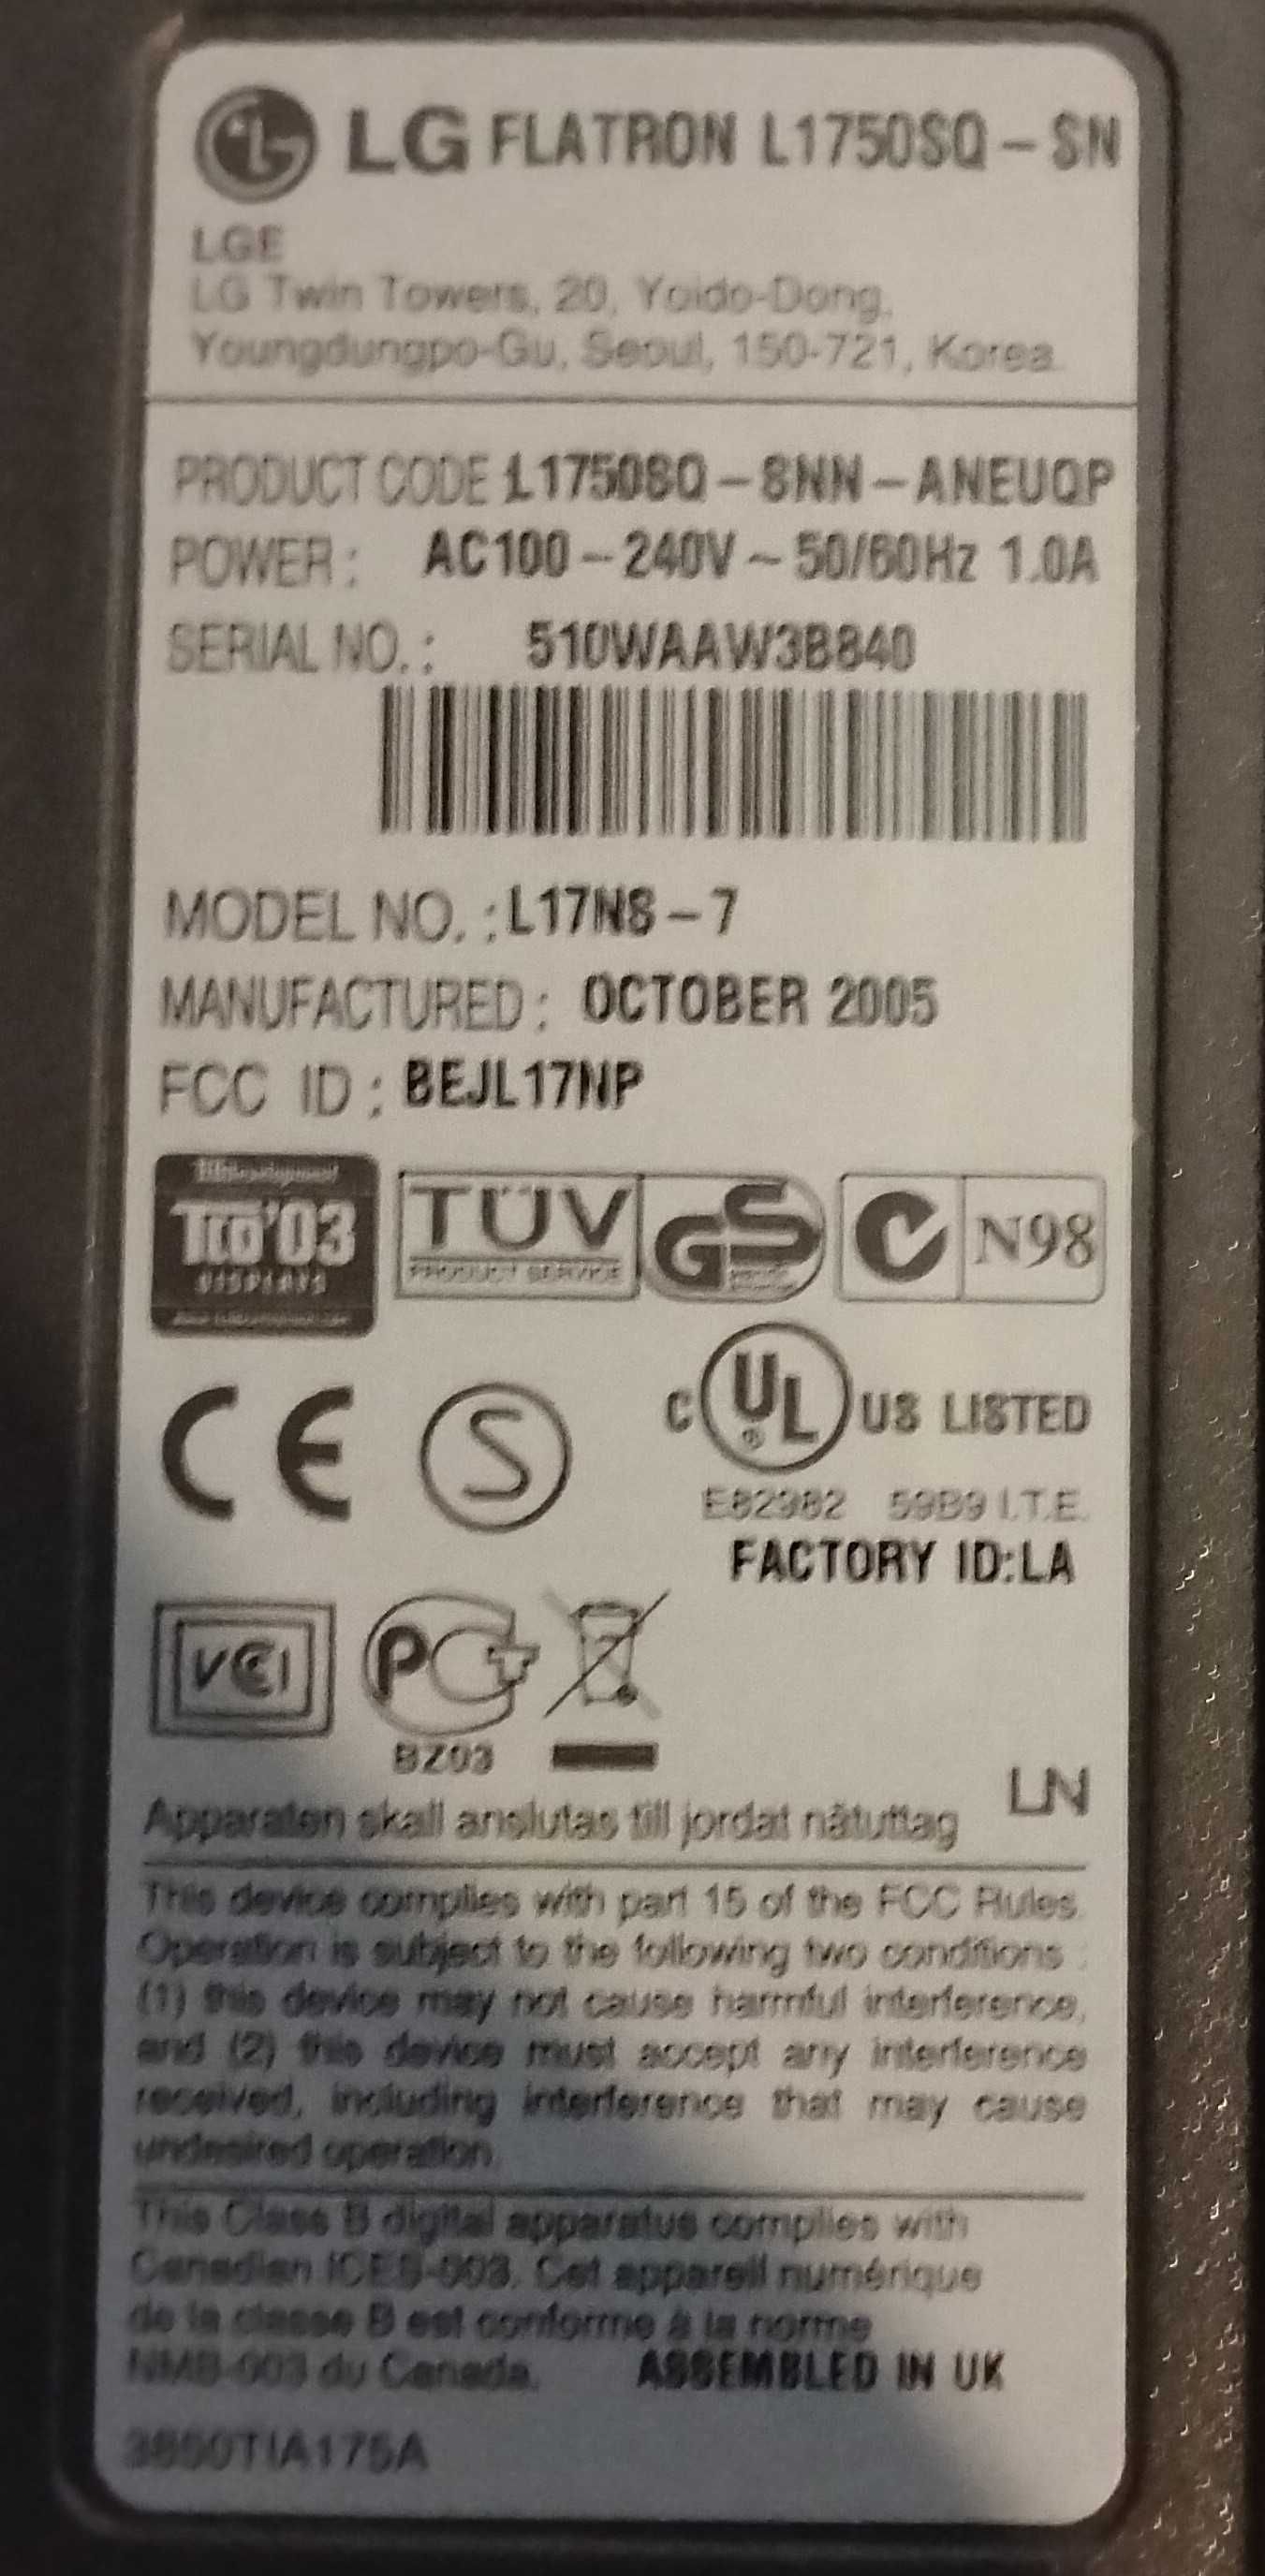 LG FLATRON L1750SQ – SN
LGE
LG Twin Towers, 20, Yoido-Dong,
Youngdungpo-Gu, Seoul, 150-721, Korea.
PRODUCT CODE L1750SQ – SNN – ANEUQP
POWER : AC100 – 240V ~ 50/60Hz 1.0A
SERIAL NO. : 510WAAW3B840
MODEL NO. : L17NS – 7
MANUFACTURED : OCTOBER 2005
FCC ID : BEJL17NP
TCO'03
DISPLAYS
TÜV
PRODUCT SERVICE
GS
N98
CE
S
C UL ® US LISTED
E82982 59B9 I.T.E.
FACTORY ID:LA
VCI
PCT
BZ03
LN
Apparaten skall anslutas till jordat nätuttag
This device complies with part 15 of the FCC Rules.
Operation is subject to the following two conditions :
(1) this device may not cause harmful interference,
and (2) this device must accept any interference
received, including interference that may cause
undesired operation.
This Class B digital apparatus complies with
Canadian ICES-003. Cet appareil numérique
de la classe B est conforme à la norme
NMB-003 du Canada. ASSEMBLED IN UK
3850TIA175A